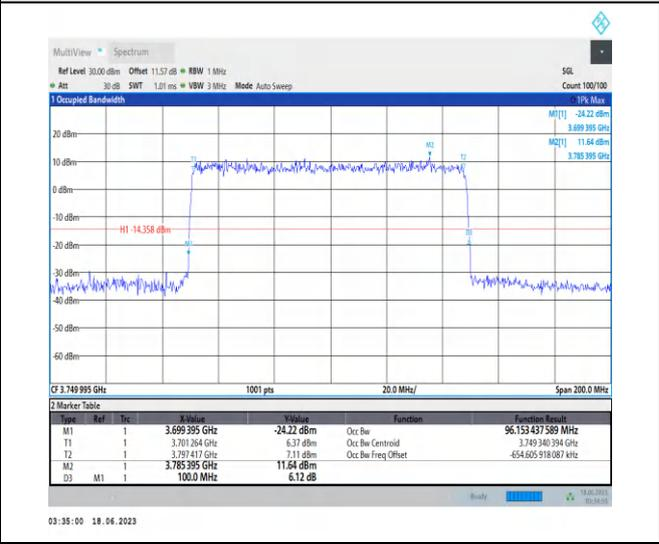 MultiView Spectrum
Ref Level 30.00 dBm Offset 11.57 dB RBW 1 MHz SGL
Att 30 dB SWT 1.01 ms VBW 3 MHz Mode Auto Sweep Count 100/100
1 Occupied Bandwidth 1Pk Max
M1[1] -24.22 dBm
3.699 395 GHz
M2[1] 11.64 dBm
3.785 395 GHz
20 dBm
M2
10 dBm
T1
T2
0 dBm
-10 dBm
H1 -14.358 dBm
D3
-20 dBm
M1
-30 dBm
-40 dBm
-50 dBm
-60 dBm
CF 3.749 995 GHz 1001 pts 20.0 MHz/ Span 200.0 MHz
2 Marker Table
Type Ref Trc X-Value Y-Value Function Function Result
M1 1 3.699 395 GHz -24.22 dBm Occ Bw 96.153 437 589 MHz
T1 1 3.701 264 GHz 6.37 dBm Occ Bw Centroid 3.749 340 394 GHz
T2 1 3.797 417 GHz 7.11 dBm Occ Bw Freq Offset -654.605 918 087 kHz
M2 1 3.785 395 GHz 11.64 dBm
D3 M1 1 100.0 MHz 6.12 dB
Ready 18.06.2023
03:35:00 18.06.2023